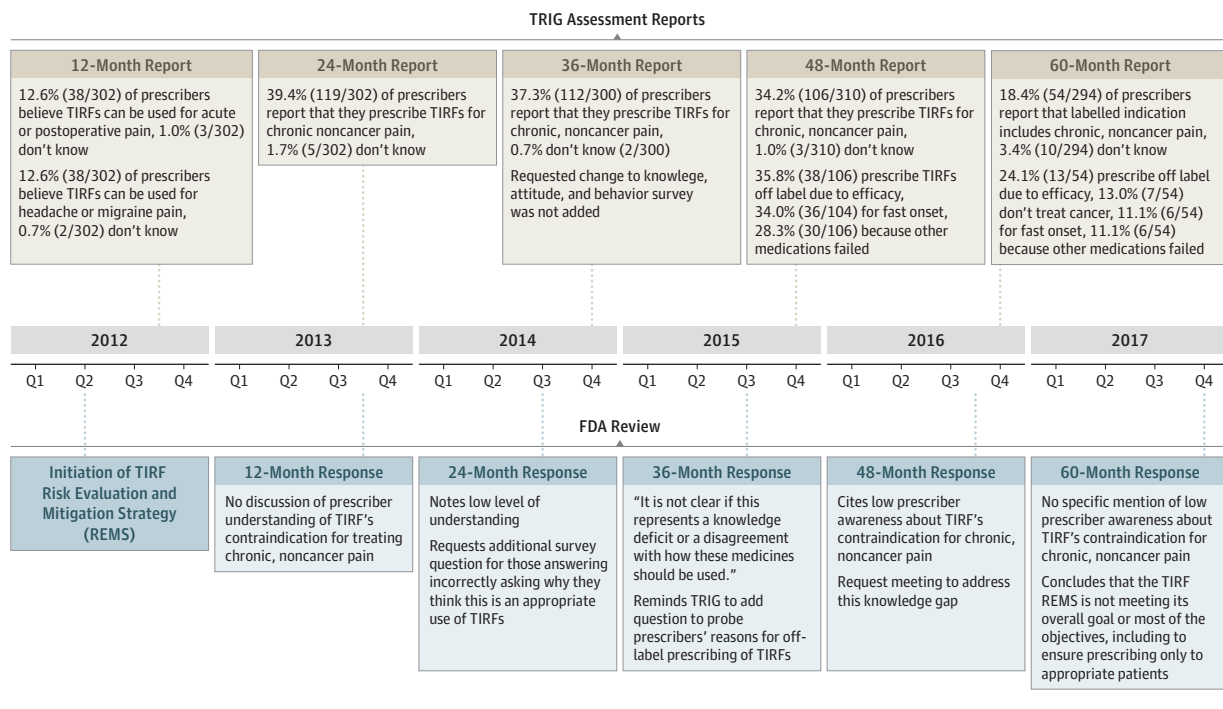 TRIG Assessment Reports
12-Month Report
12.6% (38/302) of prescribers
believe TIRFs can be used for acute
or postoperative pain, 1.0% (3/302)
don't know
12.6% (38/302) of prescribers
believe TIRFs can be used for
headache or migraine pain,
0.7% (2/302) don't know
24-Month Report
39.4% (119/302) of prescribers
report that they prescribe TIRFs for
chronic noncancer pain,
1.7% (5/302) don't know
36-Month Report
37.3% (112/300) of prescribers
report that they prescribe TIRFs for
chronic, noncancer pain,
0.7% don't know (2/300)
Requested change to knowlege,
attitude, and behavior survey
was not added
48-Month Report
34.2% (106/310) of prescribers
report that they prescribe TIRFs for
chronic, noncancer pain,
1.0% (3/310) don't know
35.8% (38/106) prescribe TIRFs
off label due to efficacy,
34.0% (36/104) for fast onset,
28.3% (30/106) because other
medications failed
60-Month Report
18.4% (54/294) of prescribers
report that labelled indication
includes chronic, noncancer pain,
3.4% (10/294) don't know
24.1% (13/54) prescribe off label
due to efficacy, 13.0% (7/54)
don't treat cancer, 11.1% (6/54)
for fast onset, 11.1% (6/54)
because other medications failed
2012
2013
2014
2015
2016
2017
Q1 Q2 Q3 Q4 Q1 Q2 Q3 Q4 Q1 Q2 Q3 Q4 Q1 Q2 Q3 Q4 Q1 Q2 Q3 Q4 Q1 Q2 Q3 Q4
FDA Review
Initiation of TIRF
Risk Evaluation and
Mitigation Strategy
(REMS)
12-Month Response
No discussion of prescriber
understanding of TIRF's
contraindication for treating
chronic, noncancer pain
24-Month Response
Notes low level of
understanding
Requests additional survey
question for those answering
incorrectly asking why they
think this is an appropriate
use of TIRFs
36-Month Response
"It is not clear if this
represents a knowledge
deficit or a disagreement
with how these medicines
should be used."
Reminds TRIG to add
question to probe
prescribers' reasons for off-
label prescribing of TIRFs
48-Month Response
Cites low prescriber
awareness about TIRF's
contraindication for chronic,
noncancer pain
Request meeting to address
this knowledge gap
60-Month Response
No specific mention of low
prescriber awareness about
TIRF's contraindication for
chronic, noncancer pain
Concludes that the TIRF
REMS is not meeting its
overall goal or most of the
objectives, including to
ensure prescribing only to
appropriate patients